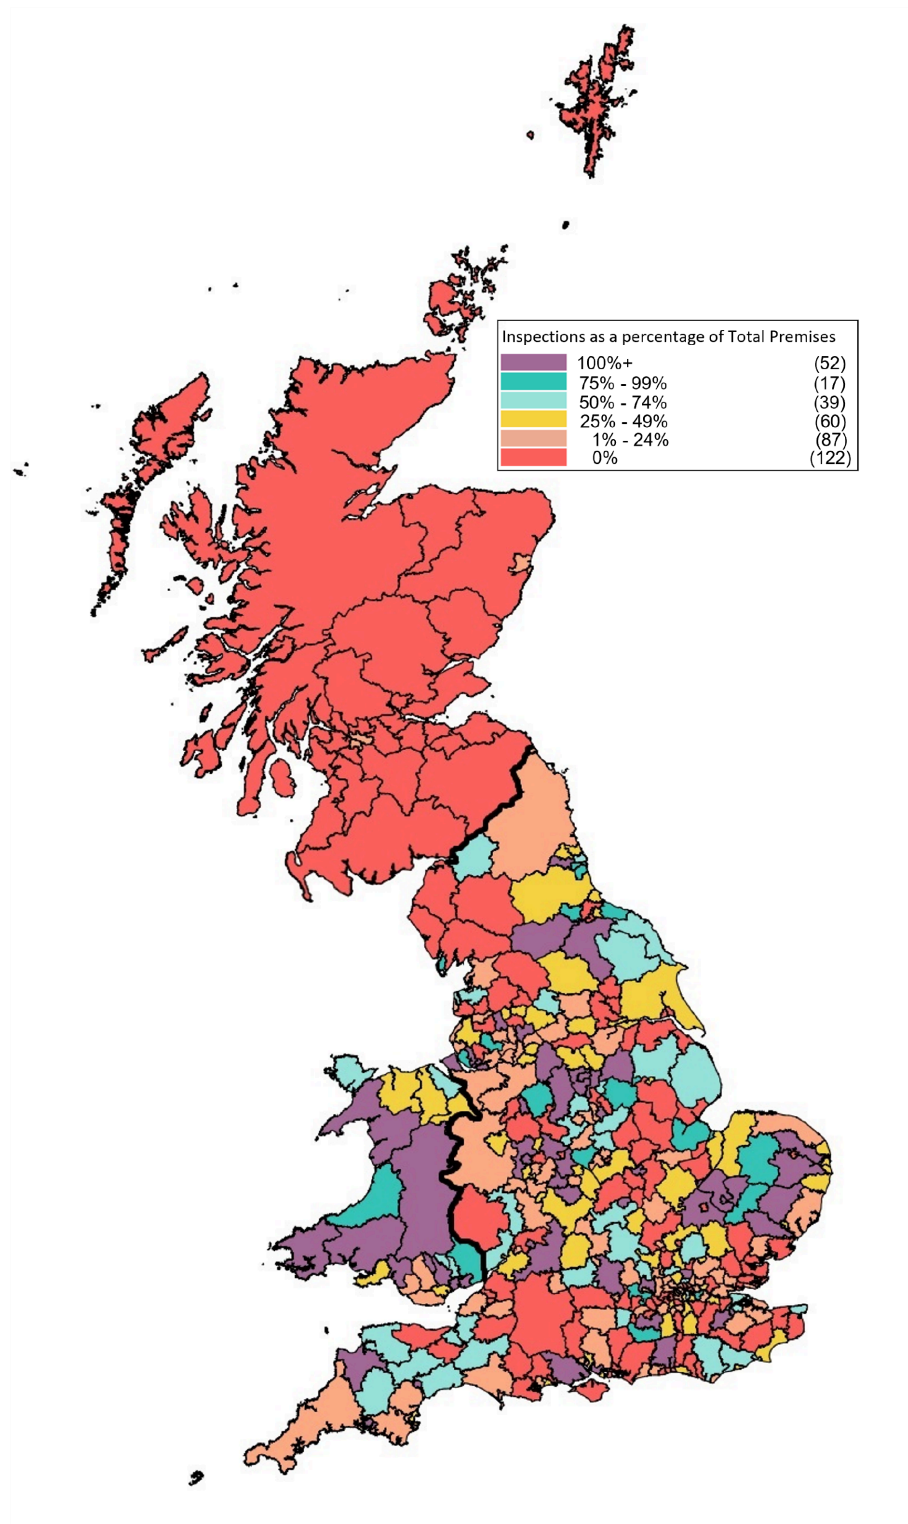 Inspections as a percentage of Total Premises
100%+ (52)
75% - 99% (17)
50% - 74% (39)
25% - 49% (60)
1% - 24% (87)
0% (122)